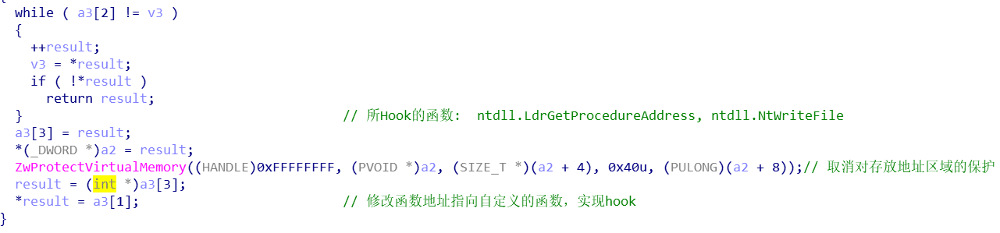 while ( a3[2] != v3 )
{
++result;
v3 = *result;
if ( !*result )
return result;
} // 所Hook的函数: ntdll.LdrGetProcedureAddress, ntdll.NtWriteFile
a3[3] = result;
*(_DWORD *)a2 = result;
ZwProtectVirtualMemory((HANDLE)0xFFFFFFFF, (PVOID *)a2, (SIZE_T *)(a2 + 4), 0x40u, (PULONG)(a2 + 8));// 取消对存放地址区域的保护
result = (int *)a3[3];
*result = a3[1]; // 修改函数地址指向自定义的函数，实现hook
}